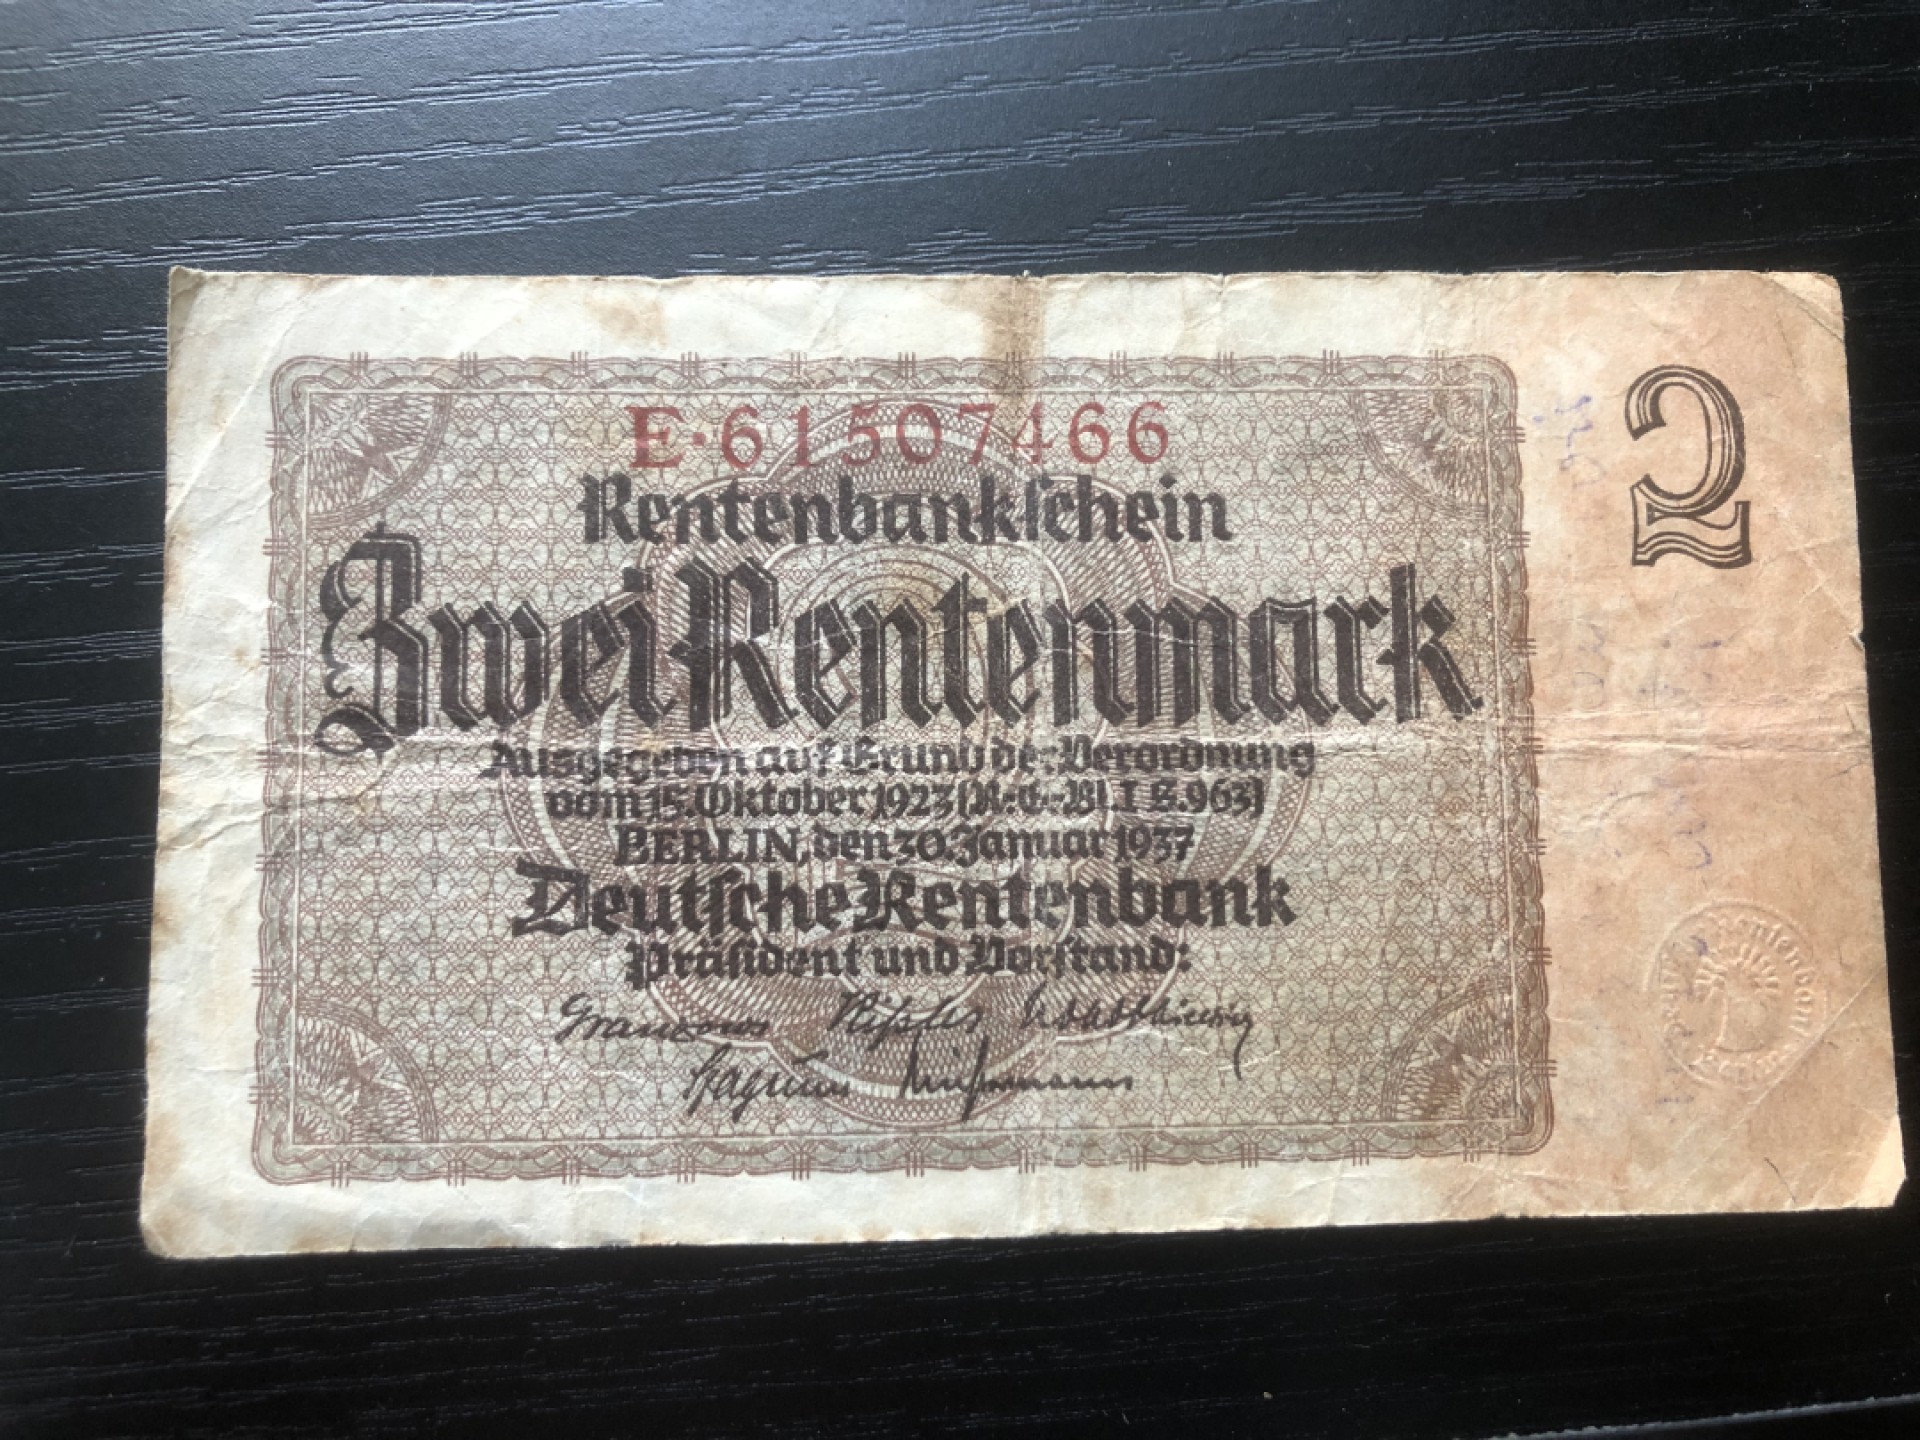 E·61507466
2
Rentenbankschein
Zwei Rentenmark
Ausgegeben auf Grund der Verordnung
vom 15. Oktober 1923 (R.-G.-Bl. I S. 963)
BERLIN, den 30. Januar 1937
Deutsche Rentenbank
Präsident und Vorstand: